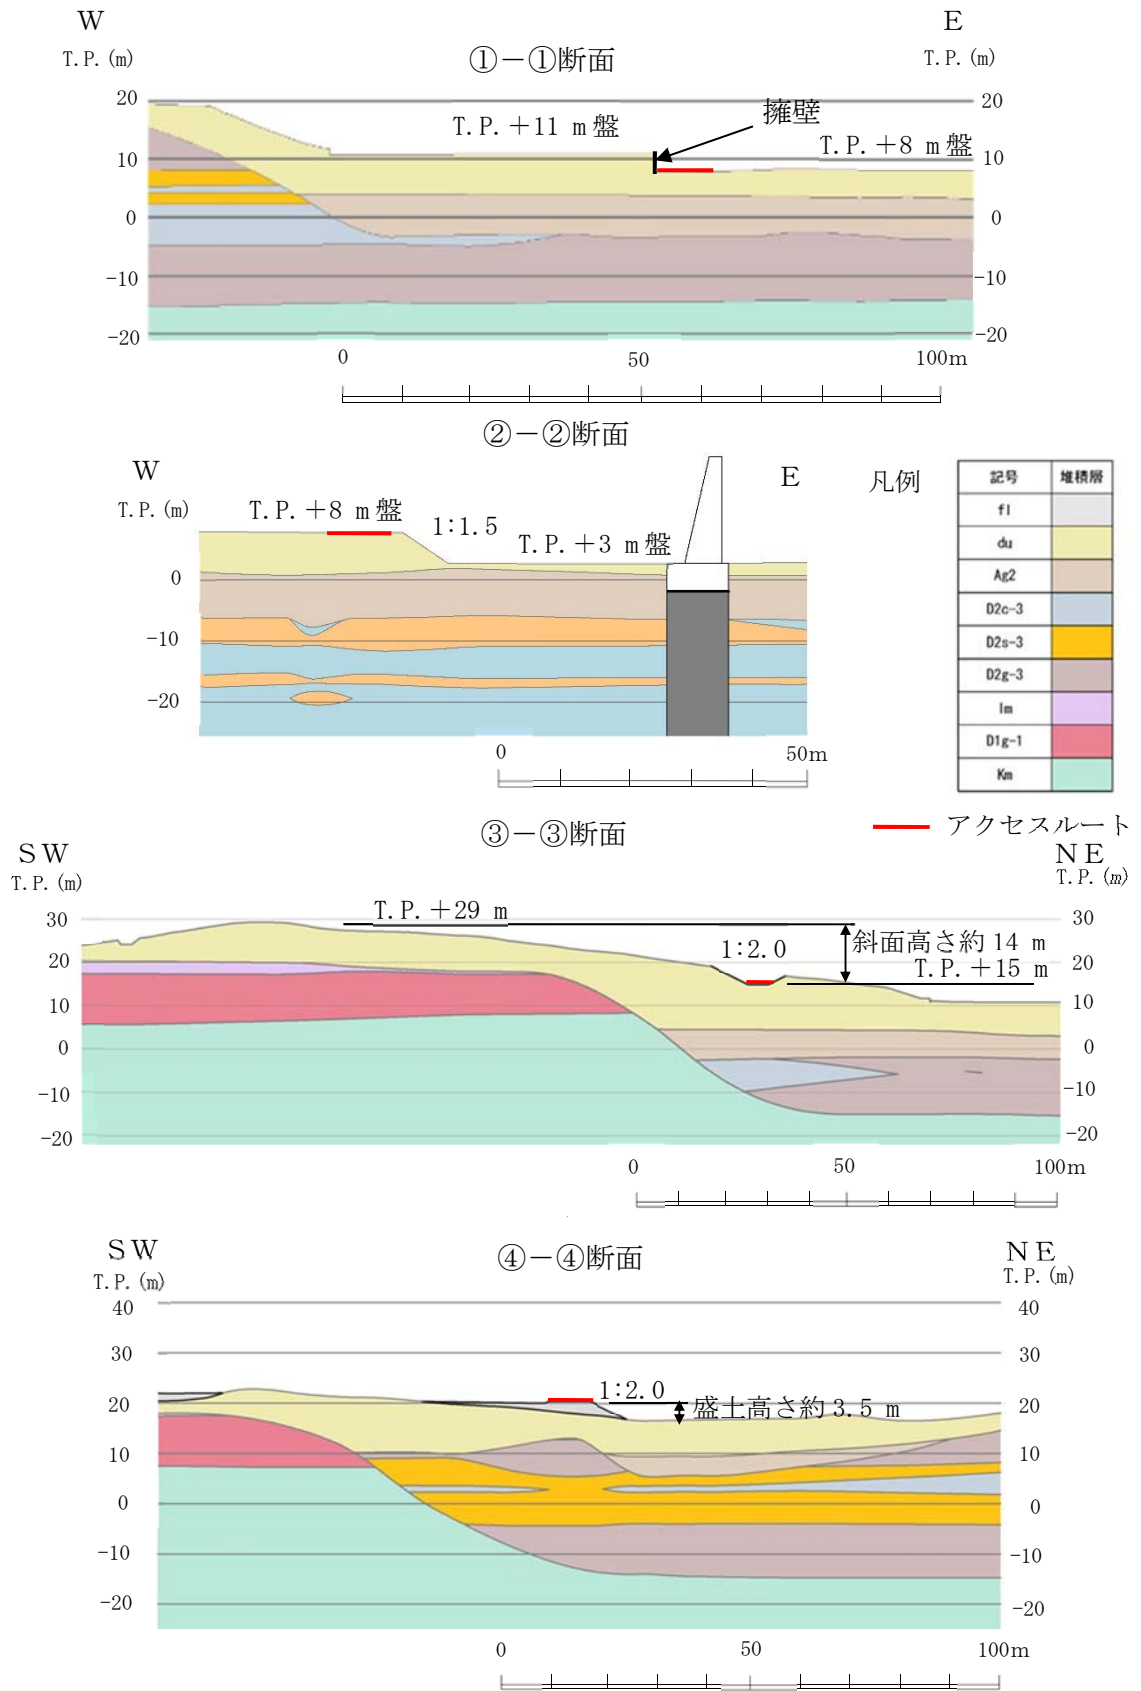 W
E
T.P.(m)
①－①断面
T.P.(m)
20
20
T.P.＋11 m盤
擁壁
T.P.＋8 m盤
10
10
0
0
−10
−10
−20
−20
0
50
100m
②－②断面
W
E
凡例
T.P.(m)
T.P.＋8 m盤
1:1.5
T.P.＋3 m盤
0
−10
−20
0
50m
記号 堆積層
fl
du
Ag2
D2c-3
D2s-3
D2g-3
lm
D1g-1
Km
アクセスルート
③－③断面
SW
NE
T.P.(m)
T.P.(m)
30
T.P.＋29 m
30
1:2.0
斜面高さ約14 m
20
20
T.P.＋15 m
10
10
0
0
−10
−10
−20
−20
0
50
100m
④－④断面
SW
NE
T.P.(m)
T.P.(m)
40
40
30
30
20
1:2.0
盛土高さ約3.5 m
20
10
10
0
0
−10
−10
−20
−20
0
50
100m